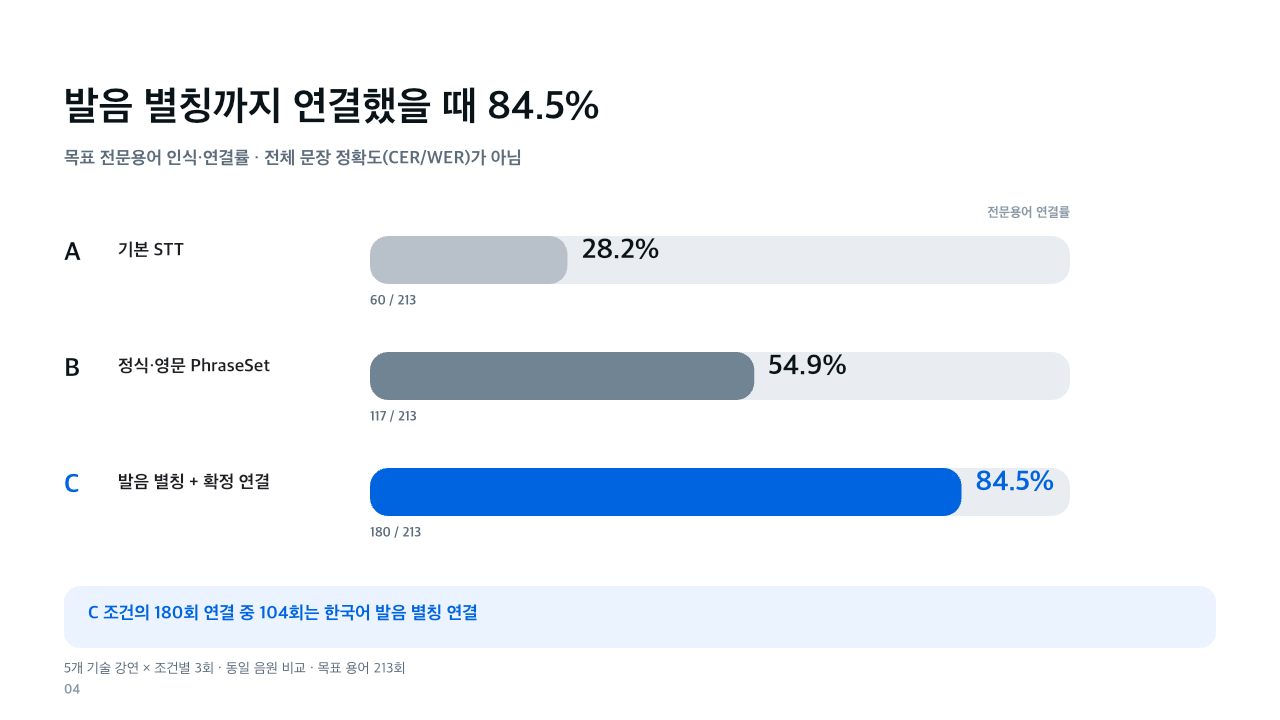 발음 별칭까지 연결했을 때 84.5%
목표 전문용어 인식·연결률 · 전체 문장 정확도(CER/WER)가 아님
전문용어 연결률
A 기본 STT 28.2%
60 / 213
B 정식·영문 PhraseSet 54.9%
117 / 213
C 발음 별칭 + 확정 연결 84.5%
180 / 213
C 조건의 180회 연결 중 104회는 한국어 발음 별칭 연결
5개 기술 강연 × 조건별 3회 · 동일 음원 비교 · 목표 용어 213회
04